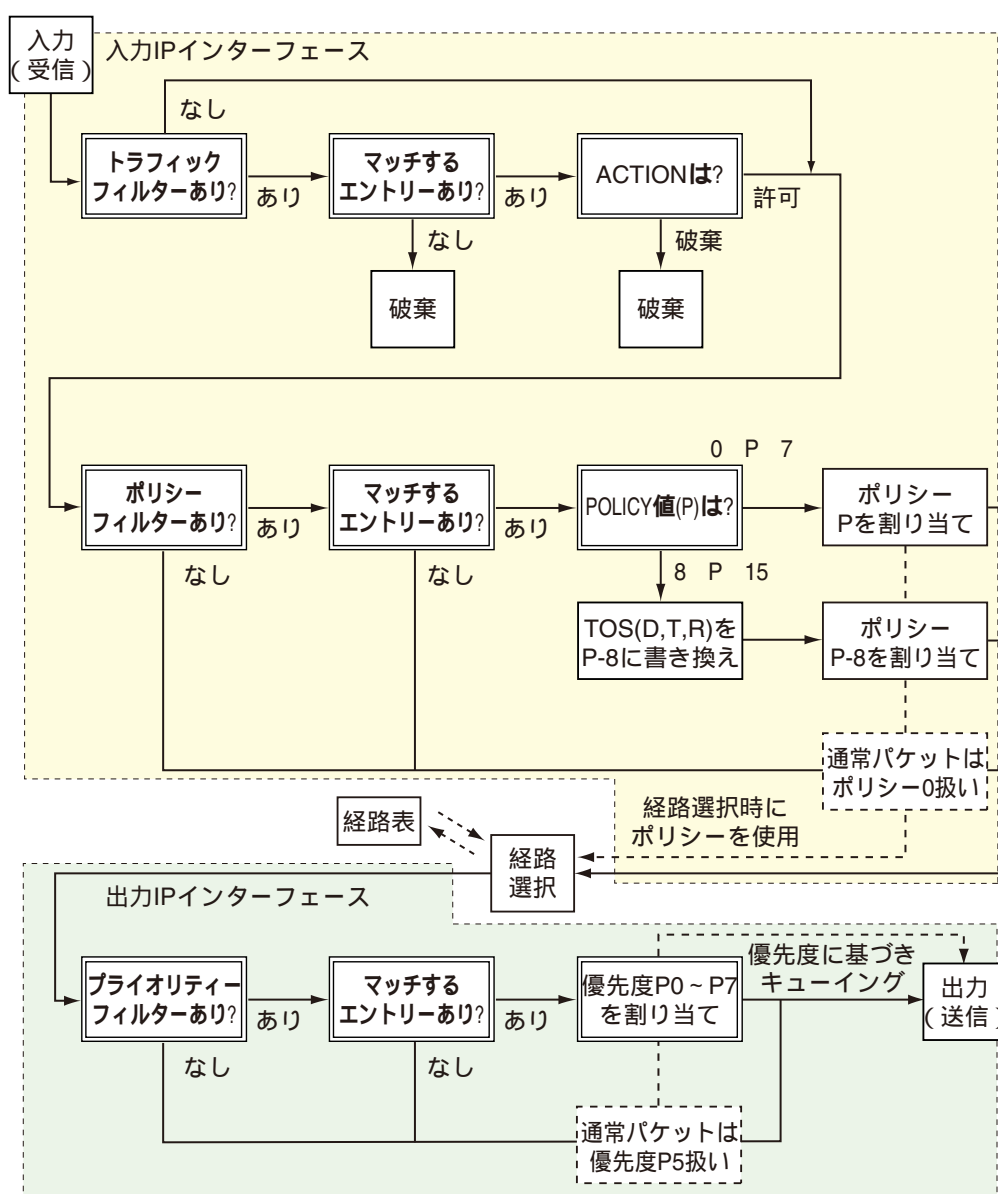 入力
(受信)
入力IPインターフェース
なし
トラフィック
フィルターあり?
あり
マッチする
エントリーあり?
あり
ACTIONは?
許可
なし
破棄
破棄
破棄
0 P 7
ポリシー
フィルターあり?
あり
マッチする
エントリーあり?
あり
POLICY値(P)は?
ポリシー
Pを割り当て
なし
なし
8 P 15
TOS(D,T,R)を
P-8に書き換え
ポリシー
P-8を割り当て
通常パケットは
ポリシー0扱い
経路選択時に
ポリシーを使用
経路表
経路
選択
出力IPインターフェース
優先度に基づき
キューイング
プライオリティー
フィルターあり?
あり
マッチする
エントリーあり?
あり
優先度P0~P7
を割り当て
出力
(送信)
なし
なし
通常パケットは
優先度P5扱い